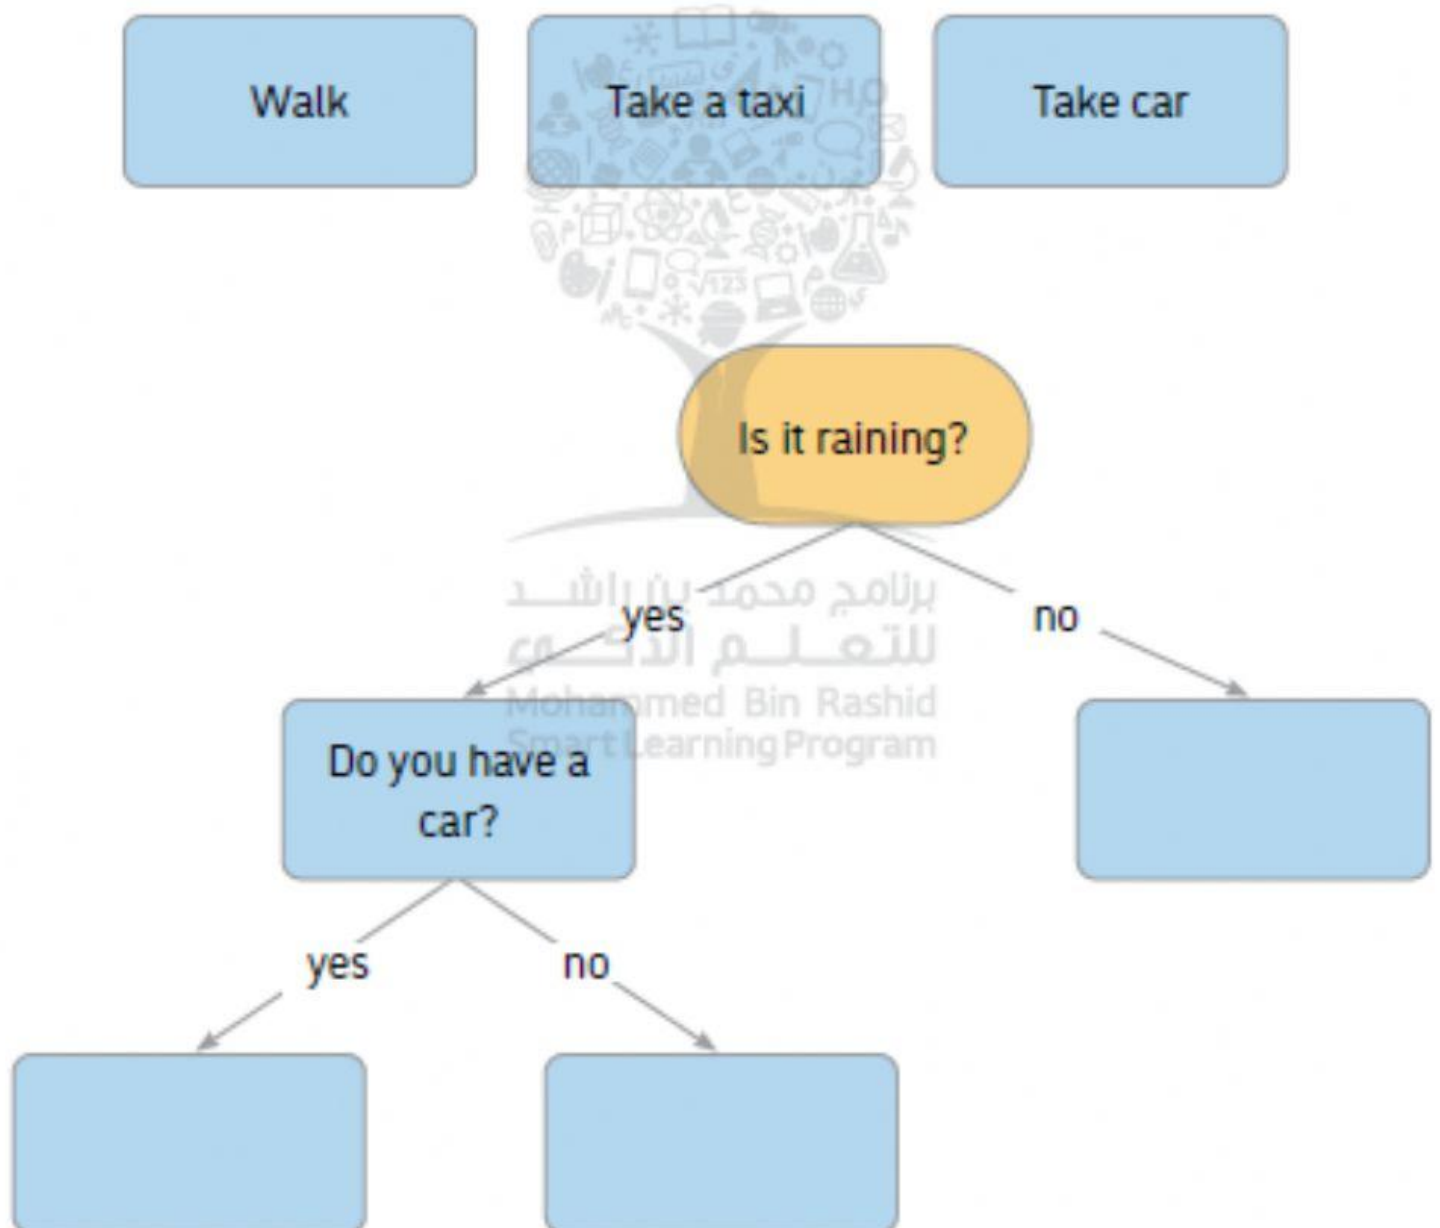 Walk
Take a taxi
Take car
Is it raining?
yes
no
برنامج محمد بن راشد
للتعلم الذكي
Mohammed Bin Rashid
Smart Learning Program
Do you have a
car?
yes
no